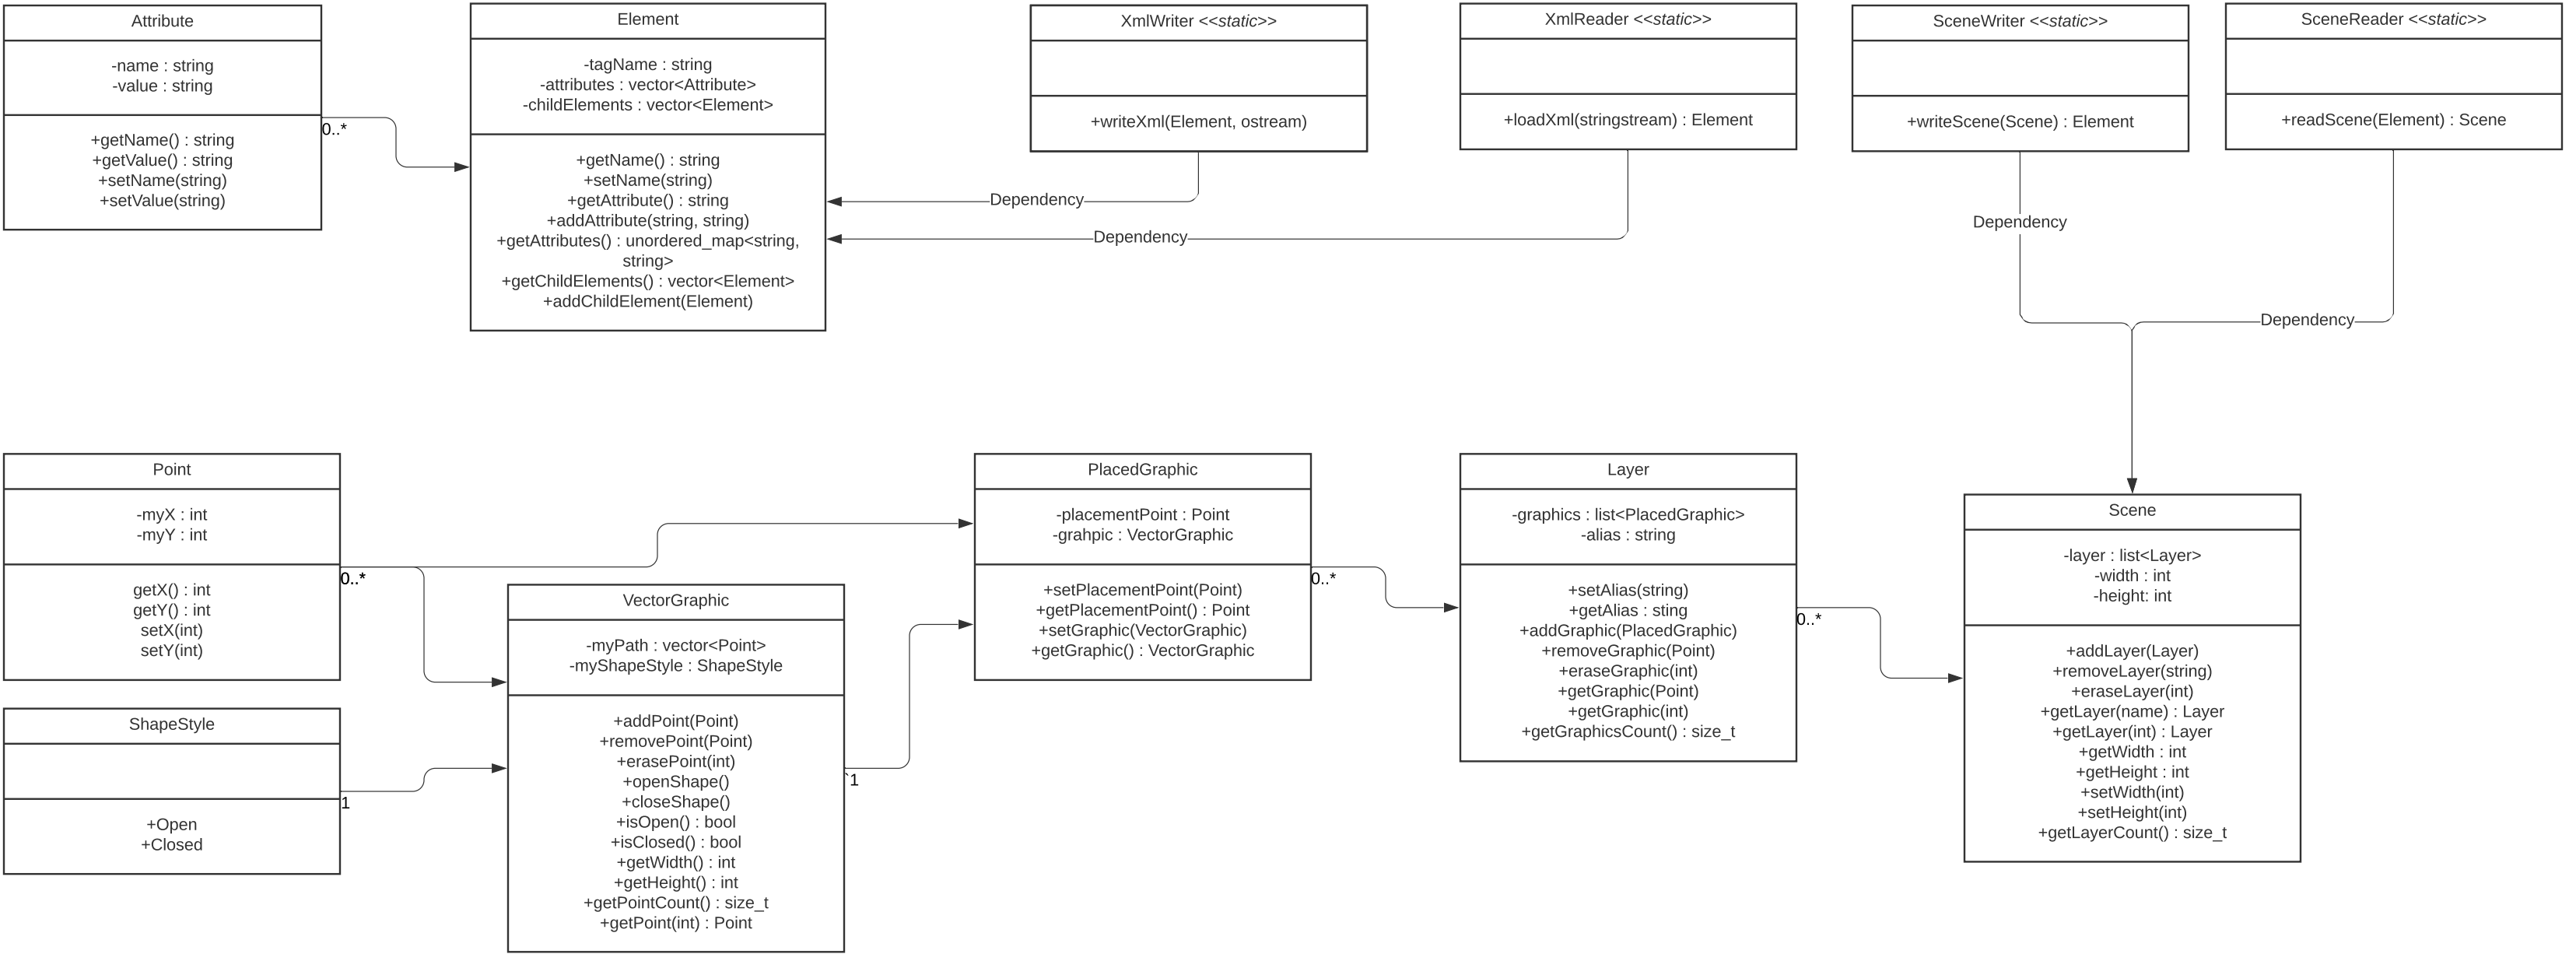 Attribute
-name : string
-value : string
+getName() : string
+getValue() : string
+setName(string)
+setValue(string)
0..*
Element
-tagName : string
-attributes : vector<Attribute>
-childElements : vector<Element>
+getName() : string
+setName(string)
+getAttribute() : string
+addAttribute(string, string)
+getAttributes() : unordered_map<string,
string>
+getChildElements() : vector<Element>
+addChildElement(Element)
XmlWriter <<static>>
+writeXml(Element, ostream)
Dependency
XmlReader <<static>>
+loadXml(stringstream) : Element
Dependency
SceneWriter <<static>>
+writeScene(Scene) : Element
Dependency
SceneReader <<static>>
+readScene(Element) : Scene
Dependency
Point
-myX : int
-myY : int
getX() : int
getY() : int
setX(int)
setY(int)
0..*
ShapeStyle
+Open
+Closed
1
VectorGraphic
-myPath : vector<Point>
-myShapeStyle : ShapeStyle
+addPoint(Point)
+removePoint(Point)
+erasePoint(int)
+openShape()
+closeShape()
+isOpen() : bool
+isClosed() : bool
+getWidth() : int
+getHeight() : int
+getPointCount() : size_t
+getPoint(int) : Point
`1
PlacedGraphic
-placementPoint : Point
-grahpic : VectorGraphic
+setPlacementPoint(Point)
+getPlacementPoint() : Point
+setGraphic(VectorGraphic)
+getGraphic() : VectorGraphic
0..*
Layer
-graphics : list<PlacedGraphic>
-alias : string
+setAlias(string)
+getAlias : sting
+addGraphic(PlacedGraphic)
+removeGraphic(Point)
+eraseGraphic(int)
+getGraphic(Point)
+getGraphic(int)
+getGraphicsCount() : size_t
0..*
Scene
-layer : list<Layer>
-width : int
-height: int
+addLayer(Layer)
+removeLayer(string)
+eraseLayer(int)
+getLayer(name) : Layer
+getLayer(int) : Layer
+getWidth : int
+getHeight : int
+setWidth(int)
+setHeight(int)
+getLayerCount() : size_t